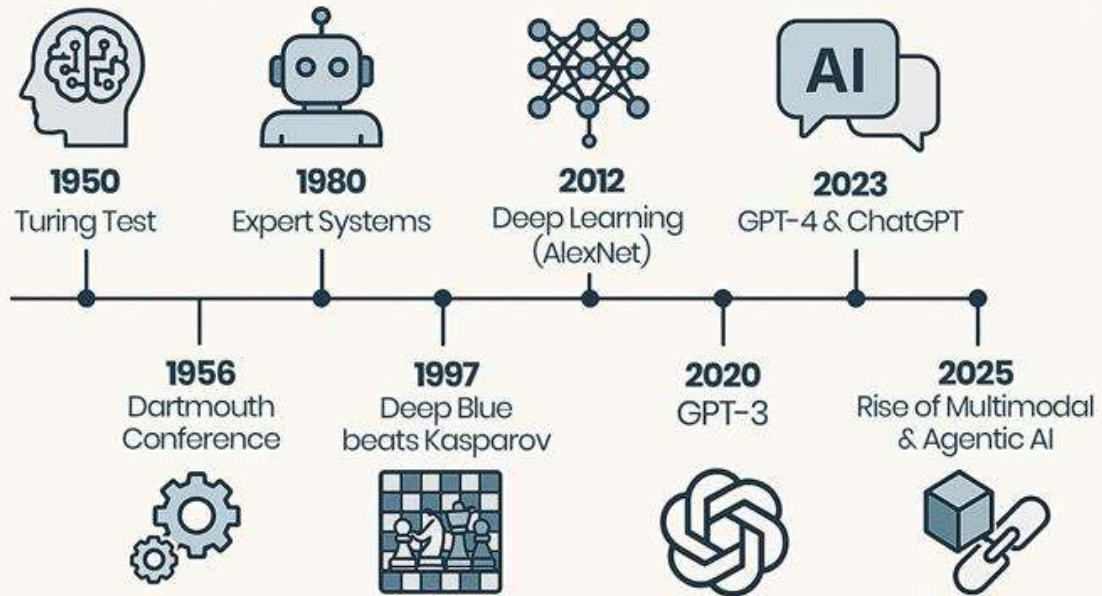 AI
1950
Turing Test
1980
Expert Systems
2012
Deep Learning
(AlexNet)
2023
GPT-4 & ChatGPT
1956
Dartmouth
Conference
1997
Deep Blue
beats Kasparov
2020
GPT-3
2025
Rise of Multimodal
& Agentic AI